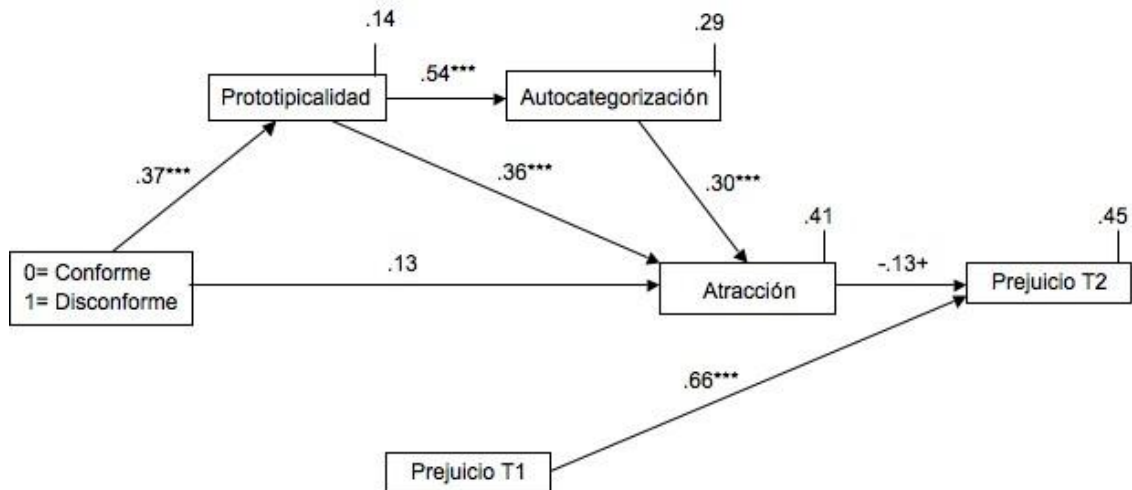 .14
.29
.54***
Prototipicalidad
Autocategorización
.37***
.36***
.30***
.41
.45
0= Conforme
1= Disconforme
.13
Atracción
-.13+
Prejuicio T2
.66***
Prejuicio T1